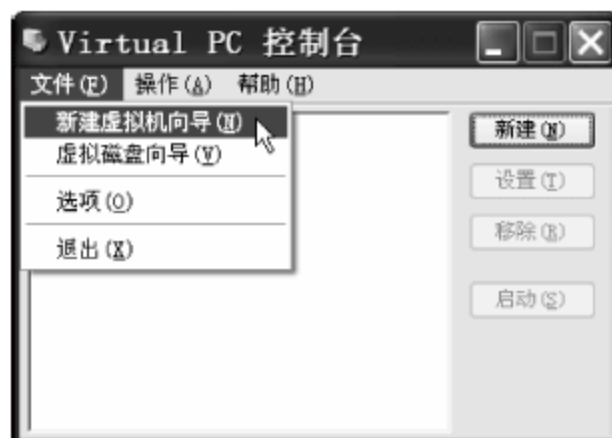 Virtual PC 控制台
文件(F) 操作(A) 帮助(H)
新建虚拟机向导(N)
虚拟磁盘向导(V)
选项(O)
退出(X)
新建(N)
设置(T)
移除(R)
启动(S)